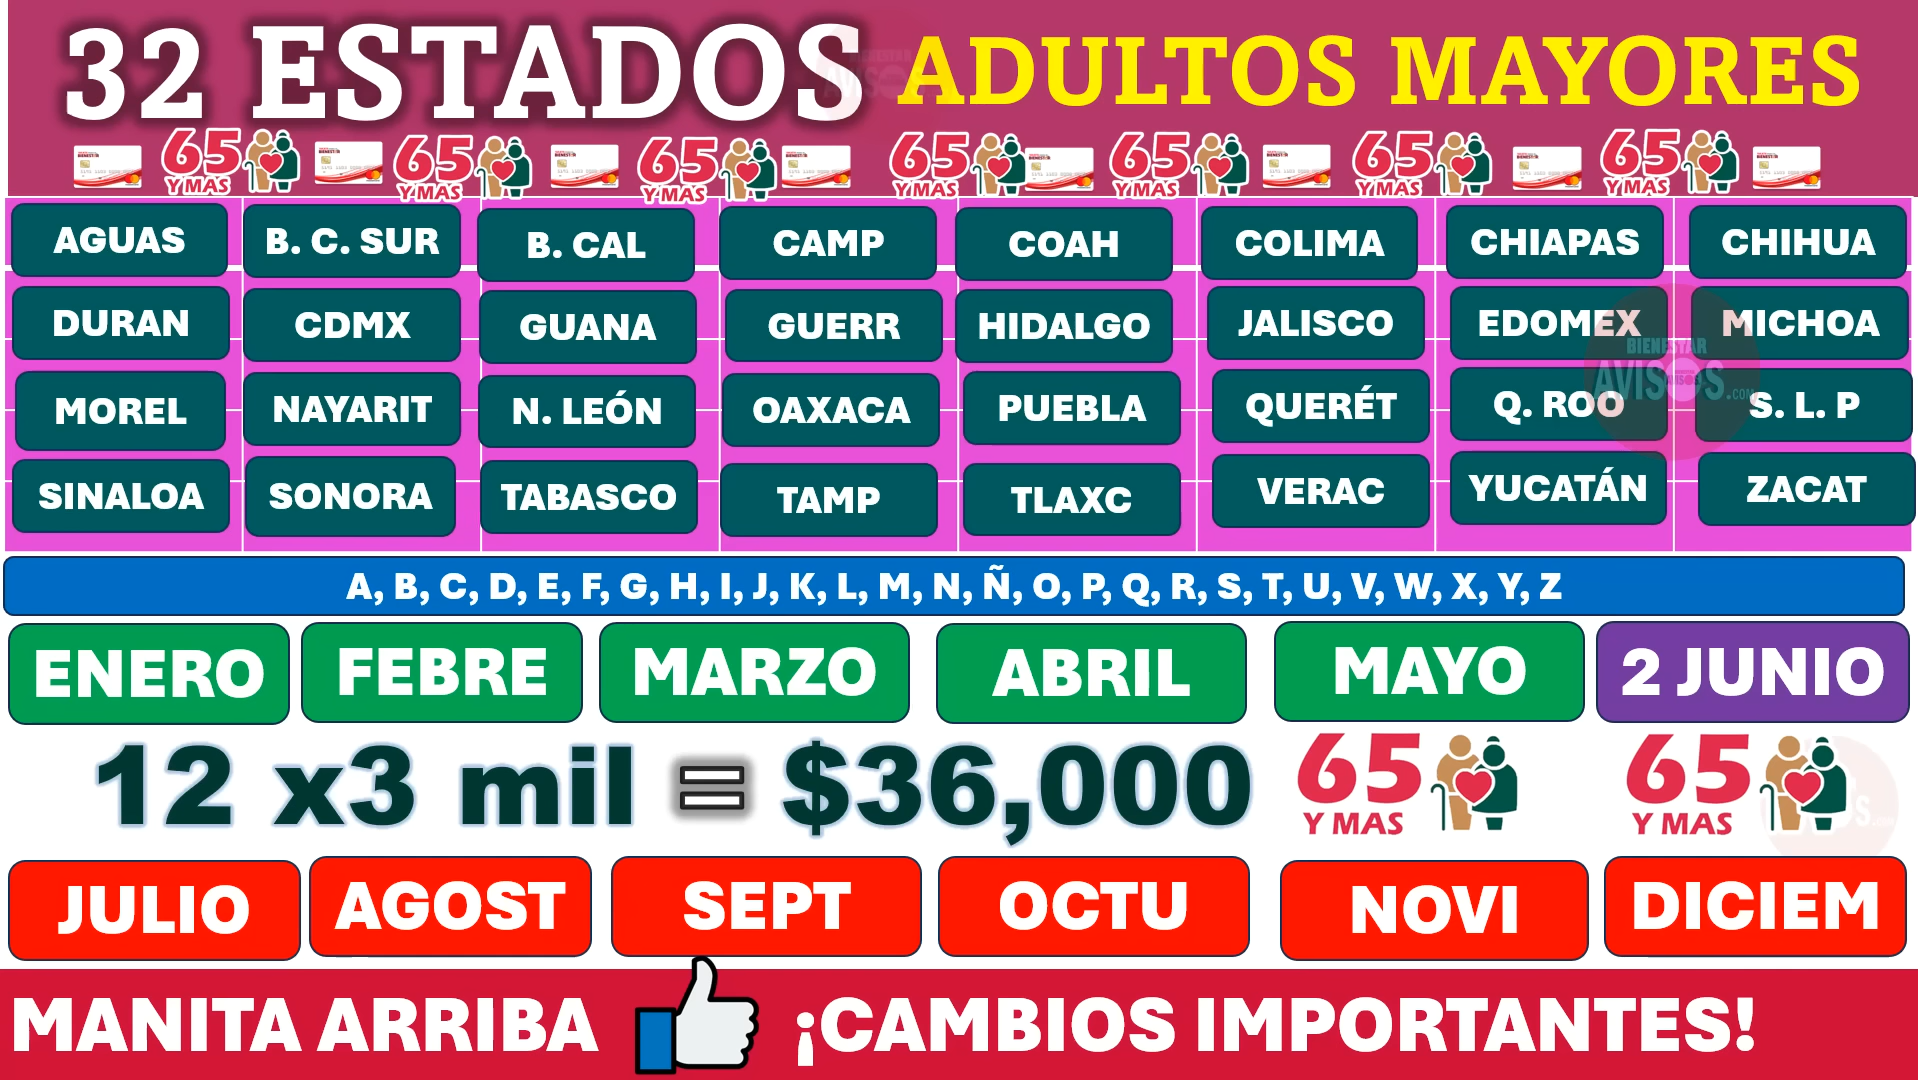 32 ESTADOS ADULTOS MAYORES
65 65 65 65 65 65 65
Y MAS Y MAS Y MAS Y MAS Y MAS Y MAS Y MAS
AGUAS B. C. SUR B. CAL CAMP COAH COLIMA CHIAPAS CHIHUA
DURAN CDMX GUANA GUERR HIDALGO JALISCO EDOMEX MICHOA
BIENESTAR
AVISOS.COM
MOREL NAYARIT N. LEÓN OAXACA PUEBLA QUERÉT Q. ROO S. L. P
SINALOA SONORA TABASCO TAMP TLAXC VERAC YUCATÁN ZACAT
A, B, C, D, E, F, G, H, I, J, K, L, M, N, Ñ, O, P, Q, R, S, T, U, V, W, X, Y, Z
ENERO FEBRE MARZO ABRIL MAYO 2 JUNIO
12 x3 mil = $36,000 65 65
Y MAS Y MAS
JULIO AGOST SEPT OCTU NOVI DICIEM
MANITA ARRIBA ¡CAMBIOS IMPORTANTES!